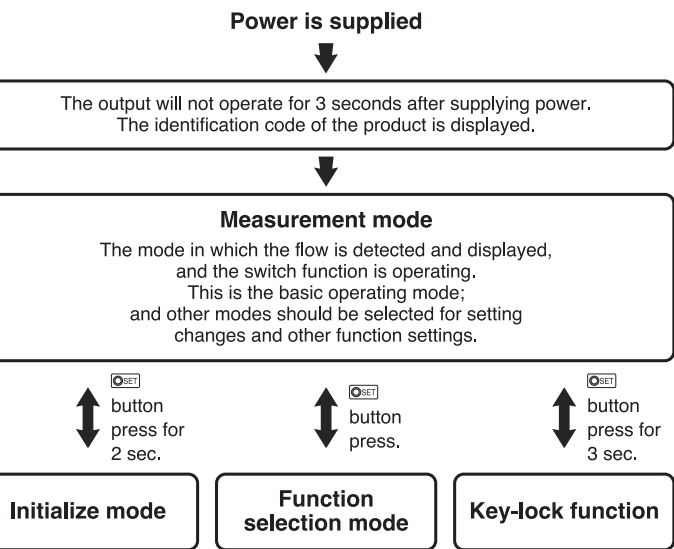 Power is supplied
The output will not operate for 3 seconds after supplying power.
The identification code of the product is displayed.
Measurement mode
The mode in which the flow is detected and displayed,
and the switch function is operating.
This is the basic operating mode;
and other modes should be selected for setting
changes and other function settings.
SET
button
press for
2 sec.
SET
button
press.
SET
button
press for
3 sec.
Initialize mode
Function
selection mode
Key-lock function